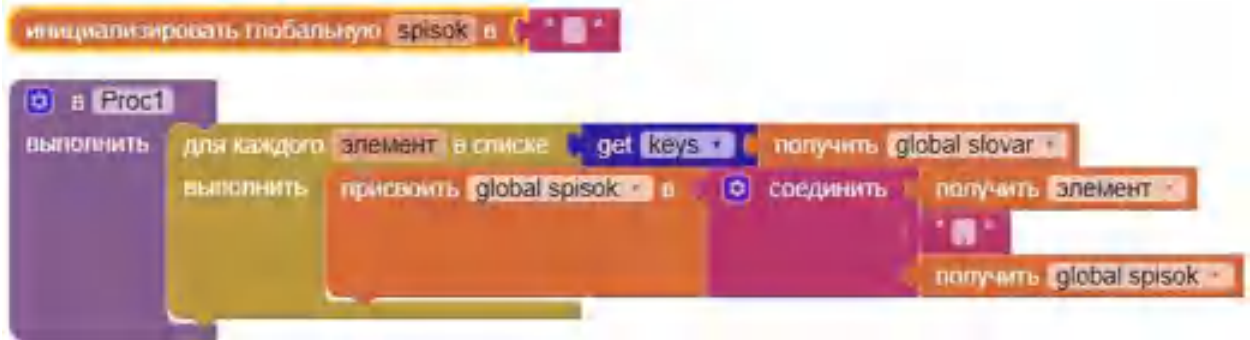 инициализировать глобальную spisok в " "
в Proc1
выполнить для каждого элемент в списке get keys получить global slovar
выполнить присвоить global spisok в соединить получить элемент
" , "
получить global spisok